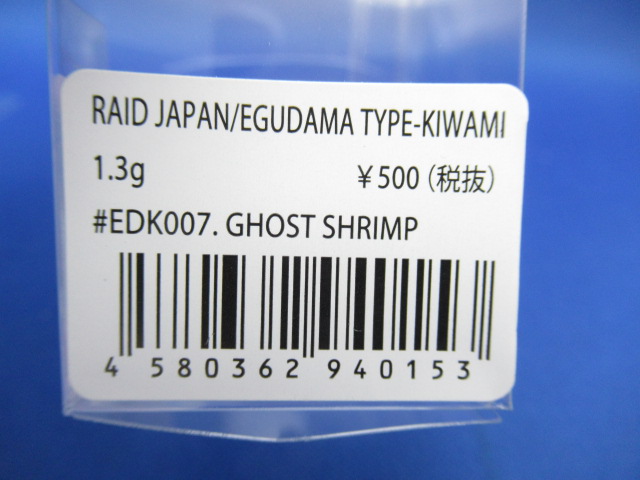 RAID JAPAN/EGUDAMA TYPE-KIWAMI
1.3g ¥500(税抜)
#EDK007. GHOST SHRIMP
4 580362 940153